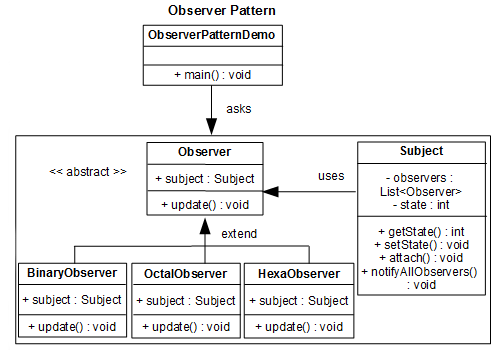 Observer Pattern
ObserverPatternDemo
+ main() : void
asks
<< abstract >>
Observer
+ subject : Subject
+ update() : void
uses
Subject
- observers :
List<Observer>
- state : int
+ getState() : int
+ setState() : void
+ attach() : void
+ notifyAllObservers()
: void
extend
BinaryObserver
+ subject : Subject
+ update() : void
OctalObserver
+ subject : Subject
+ update() : void
HexaObserver
+ subject : Subject
+ update() : void